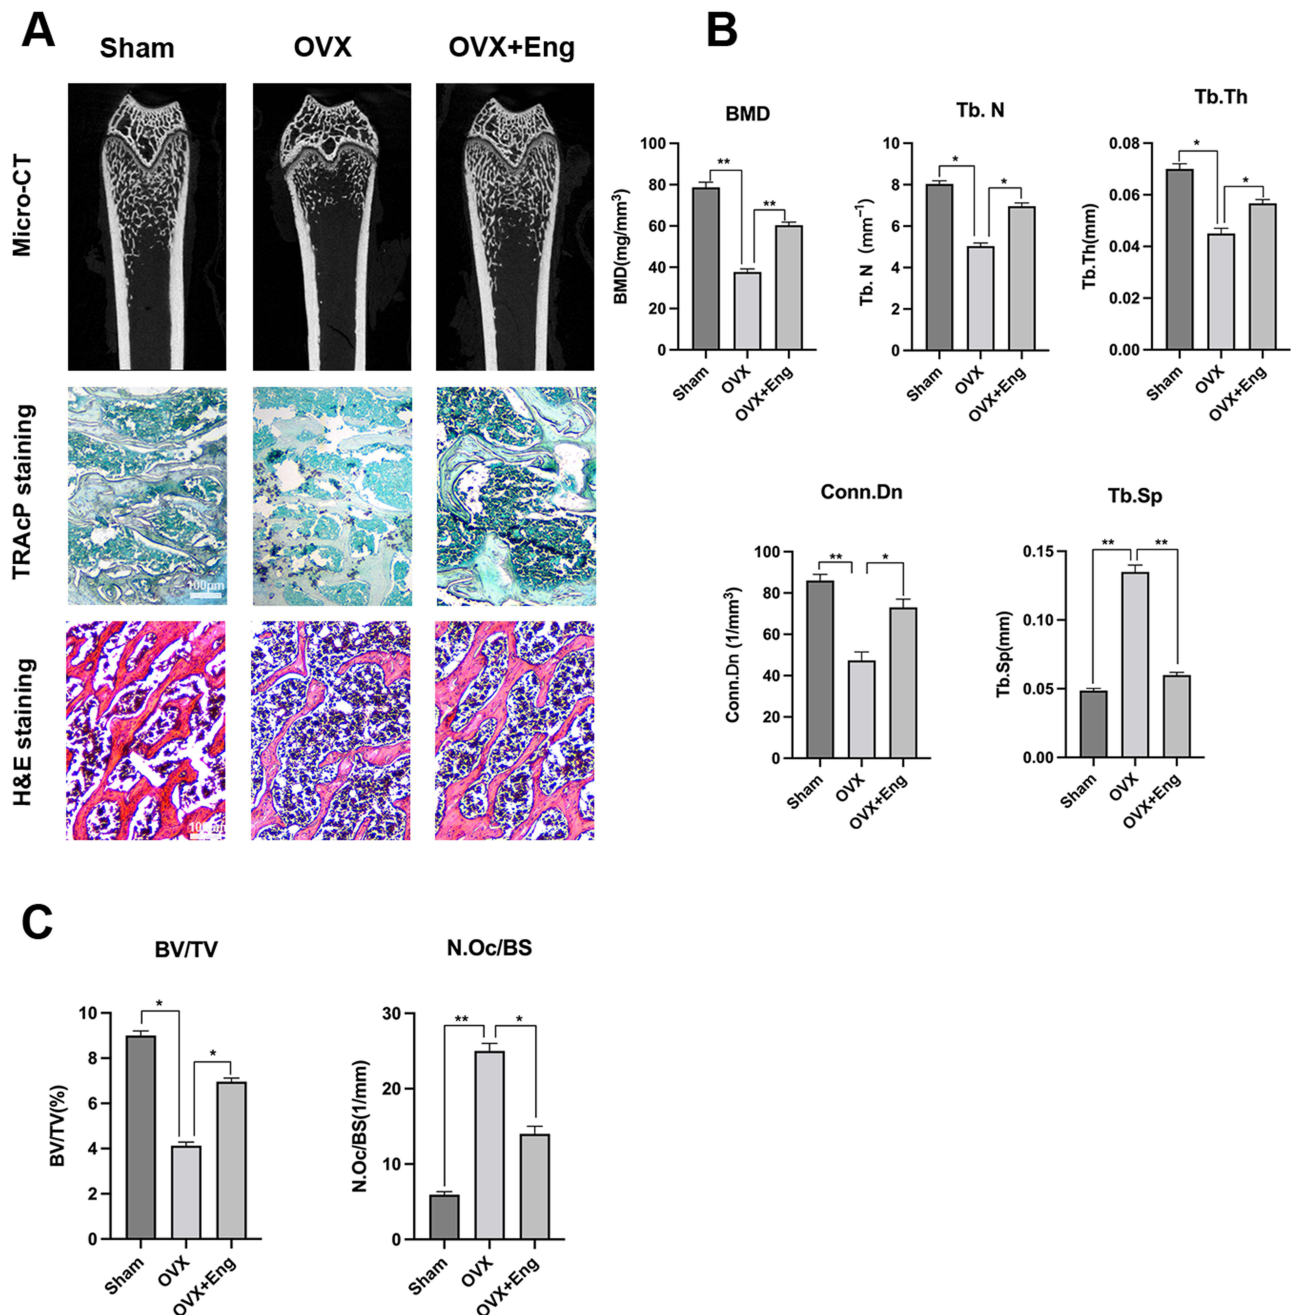 A
Sham
OVX
OVX+Eng
Micro-CT
TRAcP staining
100μm
H&E staining
100μm
B
BMD
BMD(mg/mm³)
100
80
60
40
20
0
**
**
Sham
OVX
OVX+Eng
Tb. N
Tb. N (mm⁻¹)
10
8
6
4
2
0
*
*
Sham
OVX
OVX+Eng
Tb.Th
Tb.Th(mm)
0.08
0.06
0.04
0.02
0.00
*
*
Sham
OVX
OVX+Eng
Conn.Dn
Conn.Dn (1/mm³)
100
80
60
40
20
0
**
*
Sham
OVX
OVX+Eng
Tb.Sp
Tb.Sp(mm)
0.15
0.10
0.05
0.00
**
**
Sham
OVX
OVX+Eng
C
BV/TV
BV/TV(%)
10
8
6
4
2
0
*
*
Sham
OVX
OVX+Eng
N.Oc/BS
N.Oc/BS(1/mm)
30
20
10
0
**
*
Sham
OVX
OVX+Eng